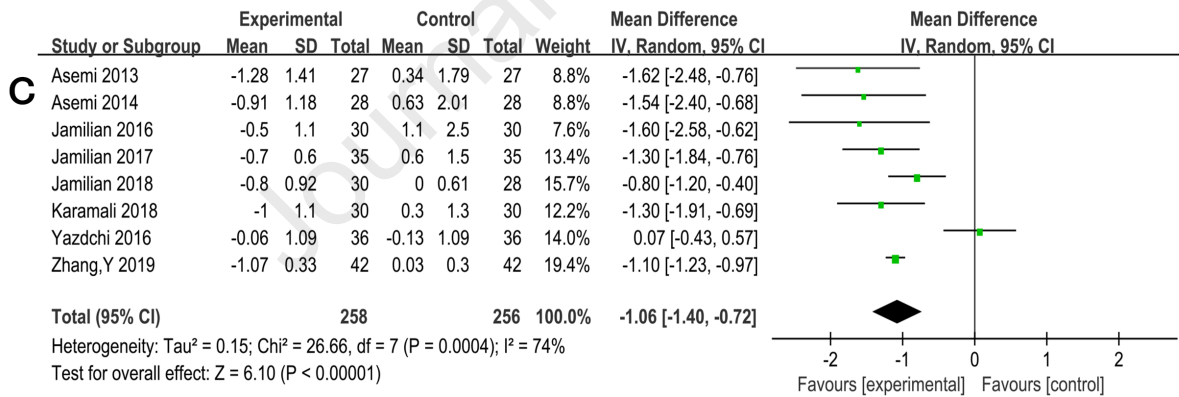 Experimental Control Mean Difference Mean Difference
Study or Subgroup Mean SD Total Mean SD Total Weight IV, Random, 95% CI IV, Random, 95% CI
C
Asemi 2013 -1.28 1.41 27 0.34 1.79 27 8.8% -1.62 [-2.48, -0.76]
Asemi 2014 -0.91 1.18 28 0.63 2.01 28 8.8% -1.54 [-2.40, -0.68]
Jamilian 2016 -0.5 1.1 30 1.1 2.5 30 7.6% -1.60 [-2.58, -0.62]
Jamilian 2017 -0.7 0.6 35 0.6 1.5 35 13.4% -1.30 [-1.84, -0.76]
Jamilian 2018 -0.8 0.92 30 0 0.61 28 15.7% -0.80 [-1.20, -0.40]
Karamali 2018 -1 1.1 30 0.3 1.3 30 12.2% -1.30 [-1.91, -0.69]
Yazdchi 2016 -0.06 1.09 36 -0.13 1.09 36 14.0% 0.07 [-0.43, 0.57]
Zhang,Y 2019 -1.07 0.33 42 0.03 0.3 42 19.4% -1.10 [-1.23, -0.97]
Total (95% CI) 258 256 100.0% -1.06 [-1.40, -0.72]
Heterogeneity: Tau² = 0.15; Chi² = 26.66, df = 7 (P = 0.0004); I² = 74%
Test for overall effect: Z = 6.10 (P < 0.00001)
-2 -1 0 1 2
Favours [experimental] Favours [control]
Journa